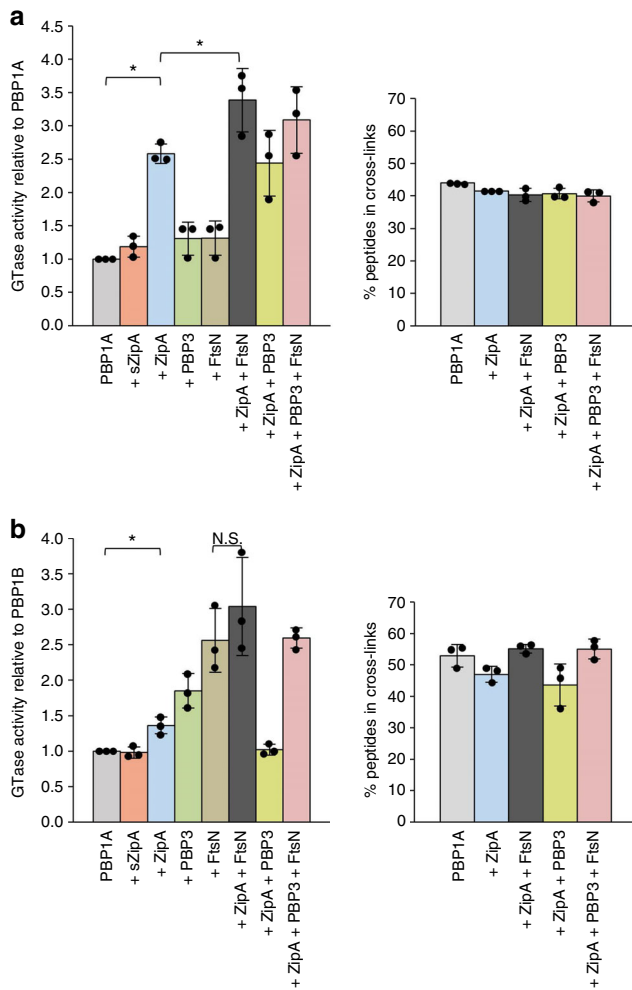 a
GTase activity relative to PBP1A
4.5
4.0
3.5
3.0
2.5
2.0
1.5
1.0
0.5
0.0
*
*
PBP1A
+ sZipA
+ ZipA
+ PBP3
+ FtsN
+ ZipA + FtsN
+ ZipA + PBP3
+ ZipA + PBP3 + FtsN
% peptides in cross-links
70
60
50
40
30
20
10
0
PBP1A
+ ZipA
+ ZipA + FtsN
+ ZipA + PBP3
+ ZipA + PBP3 + FtsN
b
GTase activity relative to PBP1B
4.0
3.5
3.0
2.5
2.0
1.5
1.0
0.5
0.0
*
N.S.
PBP1A
+ sZipA
+ ZipA
+ PBP3
+ FtsN
+ ZipA + FtsN
+ ZipA + PBP3
+ ZipA + PBP3 + FtsN
% peptides in cross-links
70
60
50
40
30
20
10
0
PBP1A
+ ZipA
+ ZipA + FtsN
+ ZipA + PBP3
+ ZipA + PBP3 + FtsN